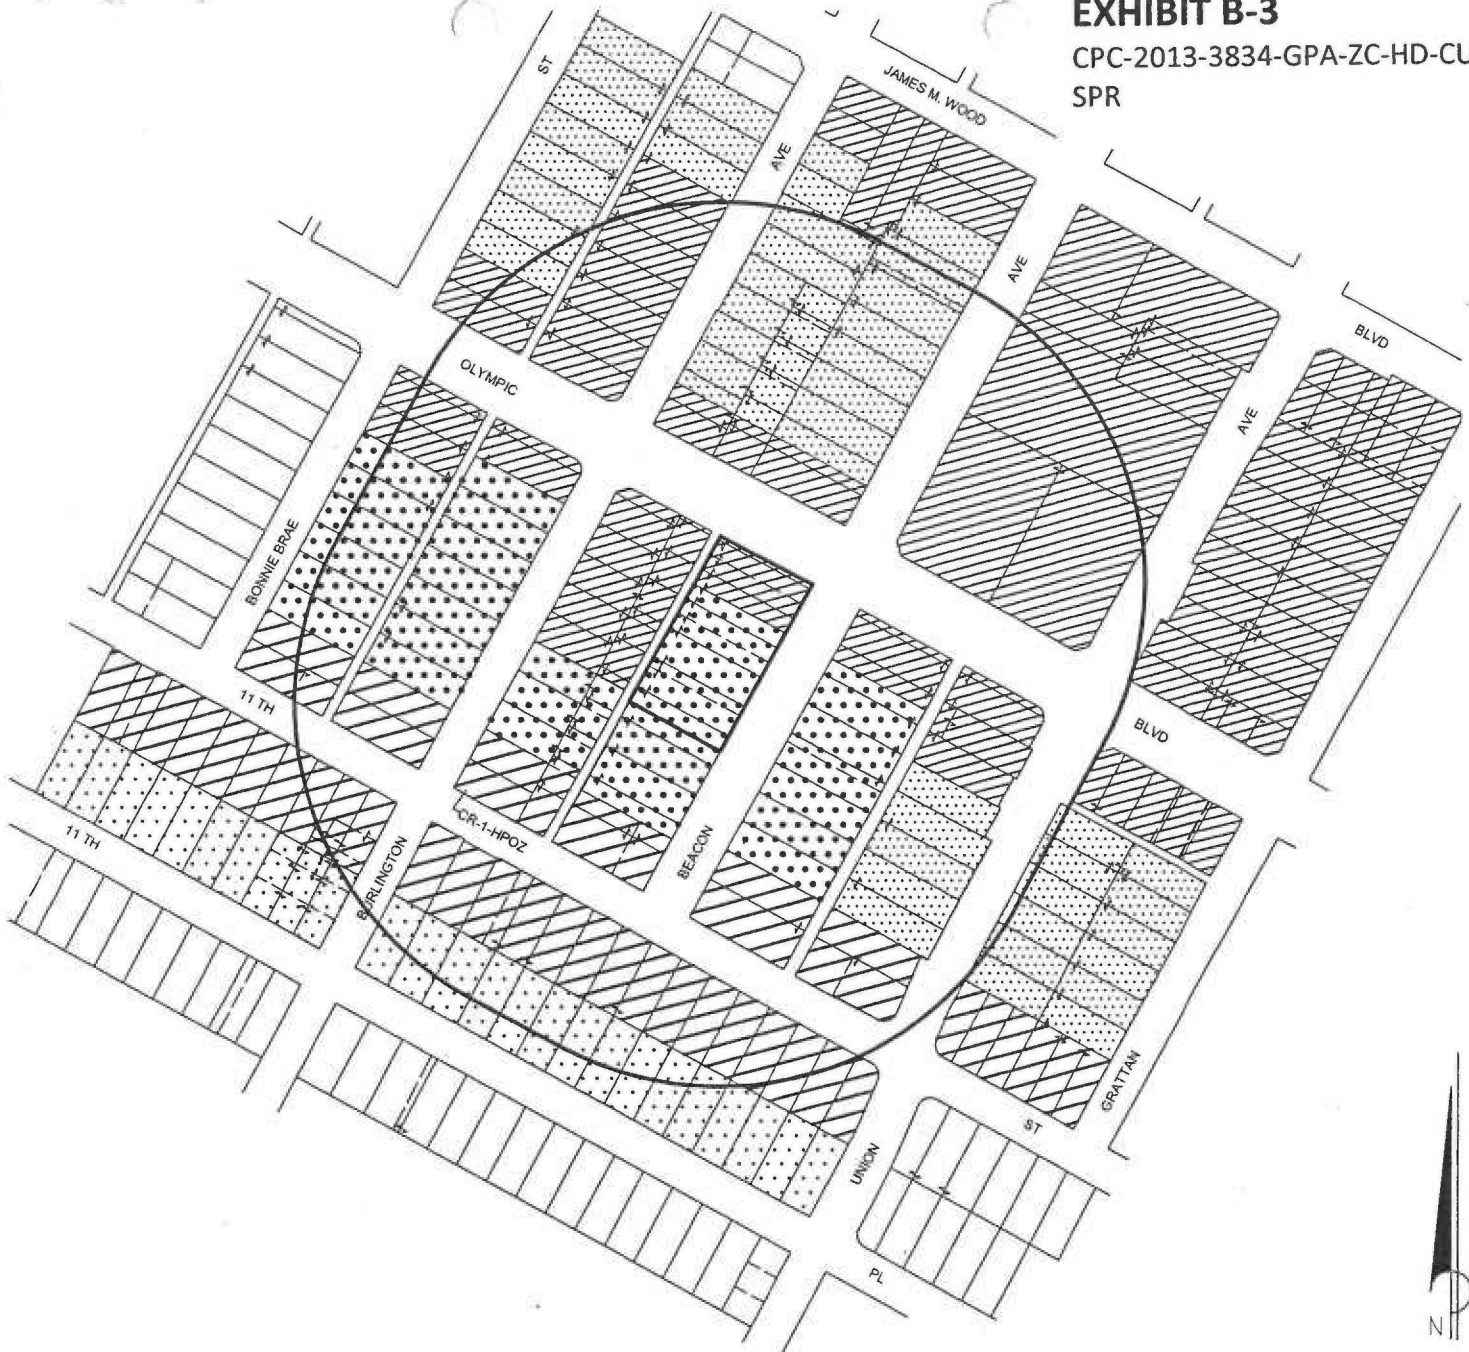 EXHIBIT B-3
CPC-2013-3834-GPA-ZC-HD-CU
SPR
ST
JAMES M. WOOD
AVE
AVE
BLVD
OLYMPIC
AVE
BONNIE BRAE
11 TH
BLVD
CR-1-HPOZ
11 TH
BURLINGTON
BEACON
GRATTAN
ST
UNION
PL
N